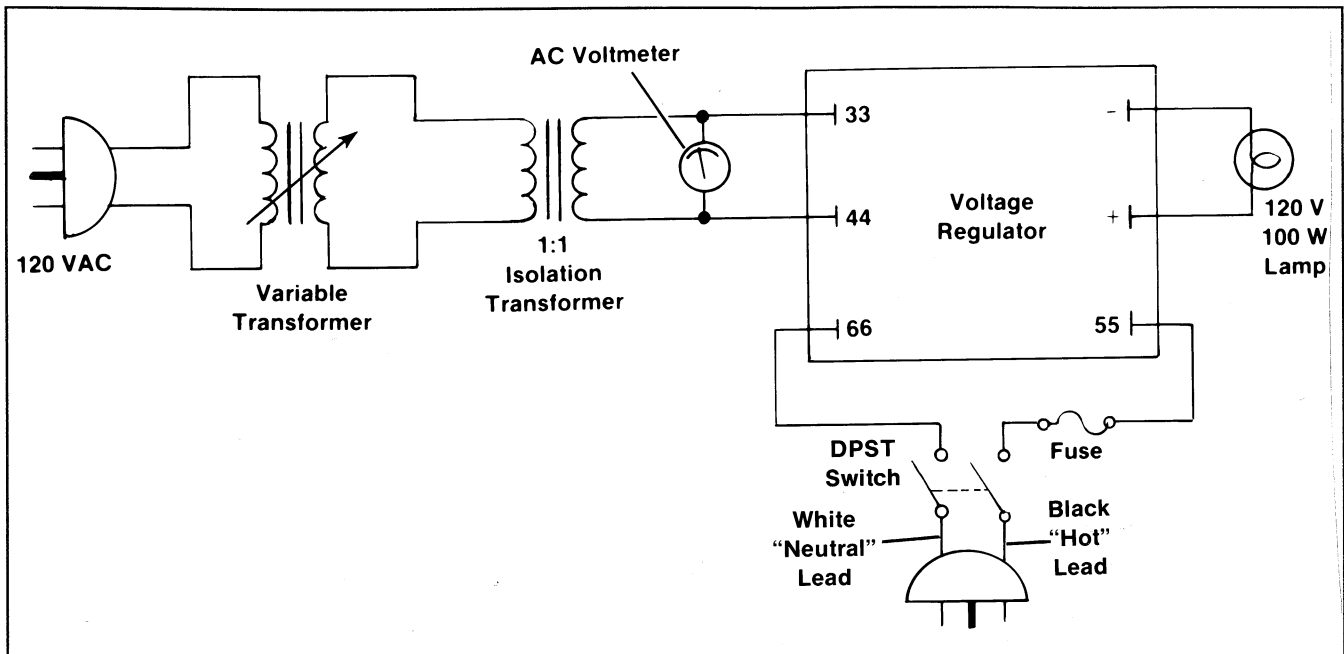 AC Voltmeter
120 VAC
Variable
Transformer
1:1
Isolation
Transformer
33
44
66
-
+
55
Voltage
Regulator
120 V
100 W
Lamp
DPST
Switch
Fuse
White
“Neutral”
Lead
Black
“Hot”
Lead